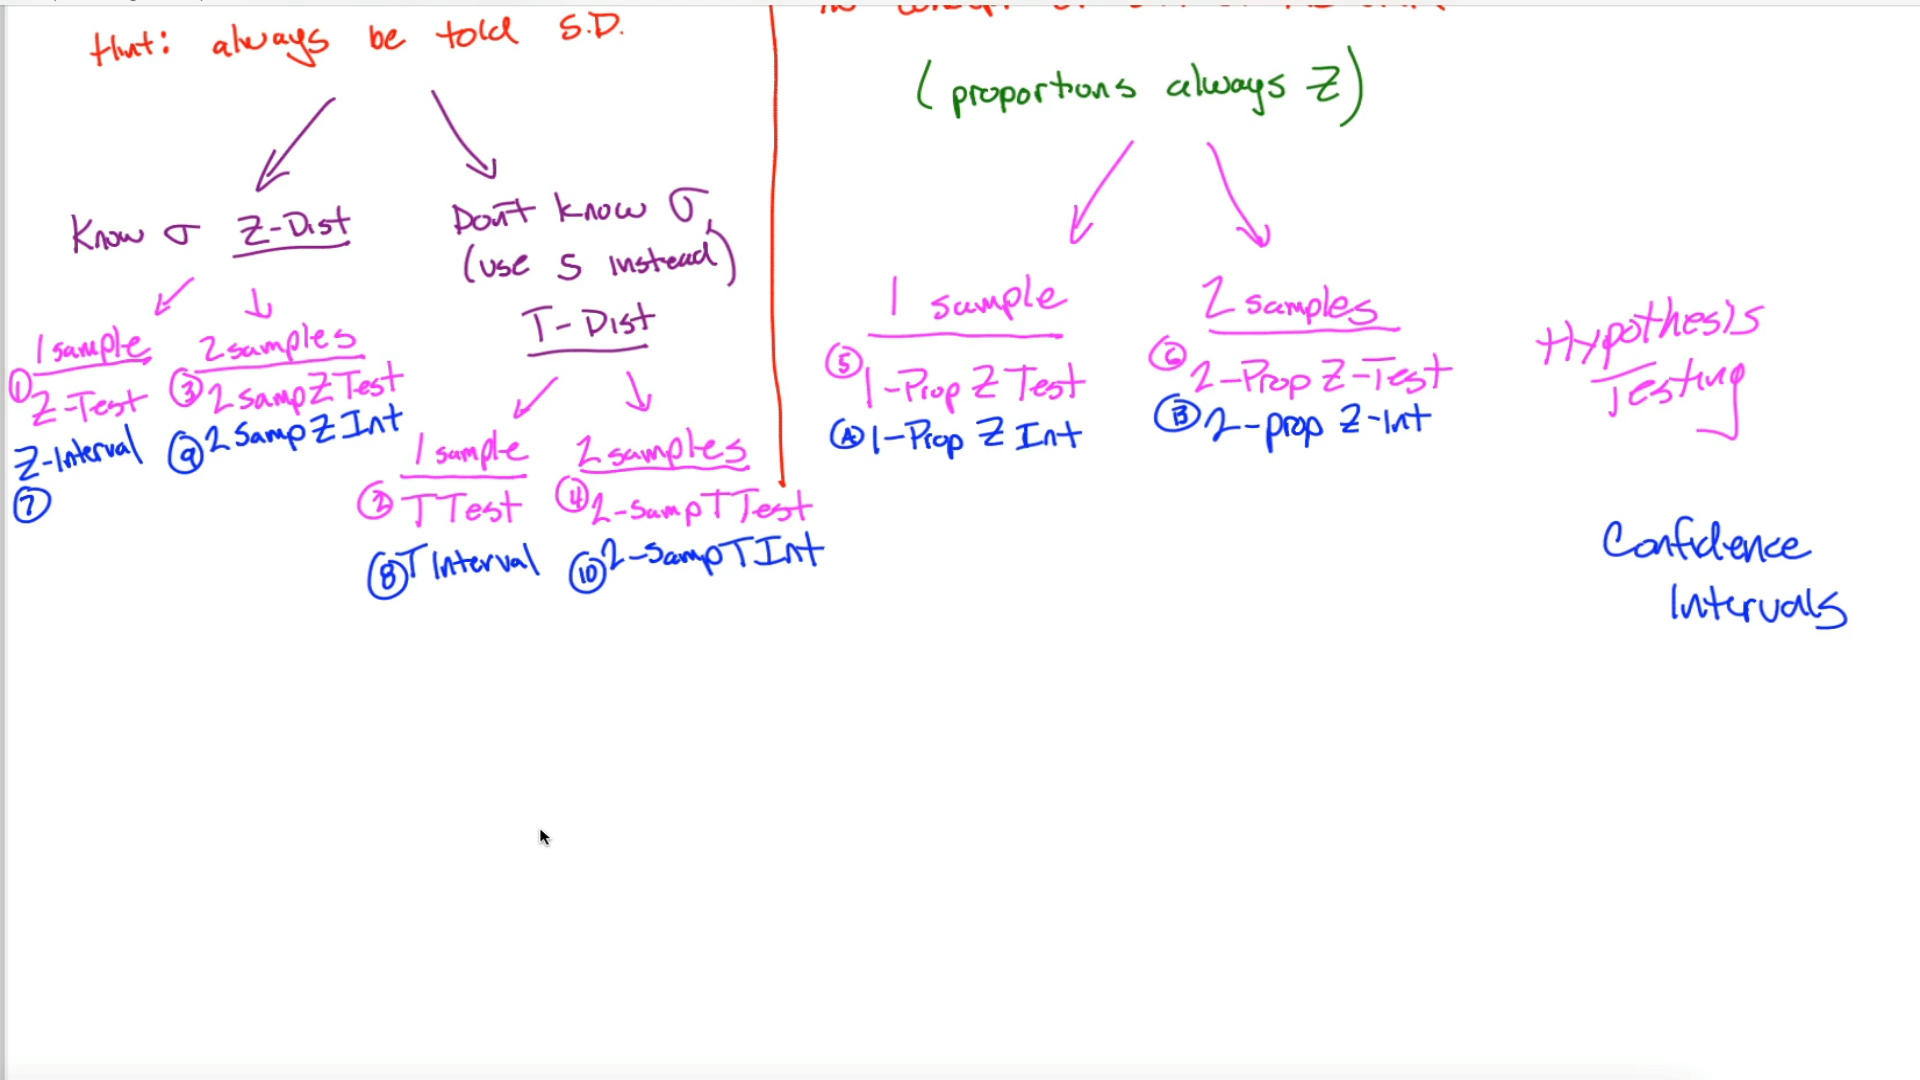 Hint: always be told S.D.
Know σ Z-Dist
Don't know σ,
(use s instead)
T-Dist
1 sample
① Z-Test
Z-Interval
⑦
2 samples
③ 2 Samp Z Test
⑨ 2 Samp Z Int
1 sample
② T Test
⑧ T Interval
2 samples
④ 2-Samp T Test
⑩ 2-Samp T Int
(proportions always Z)
1 sample
⑤ 1-Prop Z Test
Ⓐ 1-Prop Z Int
2 samples
⑥ 2-Prop Z-Test
Ⓑ 2-prop Z-Int
Hypothesis
Testing
Confidence
Intervals